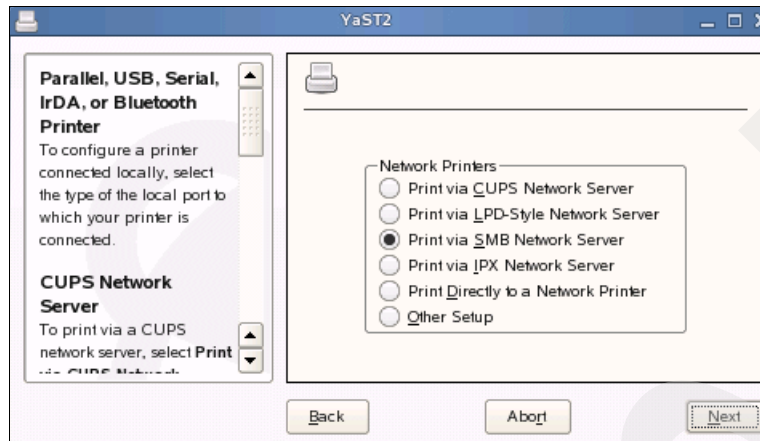 YaST2
Parallel, USB, Serial,
IrDA, or Bluetooth
Printer
To configure a printer
connected locally, select
the type of the local port to
which your printer is
connected.
CUPS Network
Server
To print via a CUPS
network server, select Print
via CUPS Network
Network Printers
Print via CUPS Network Server
Print via LPD-Style Network Server
Print via SMB Network Server
Print via IPX Network Server
Print Directly to a Network Printer
Other Setup
Back
Abort
Next